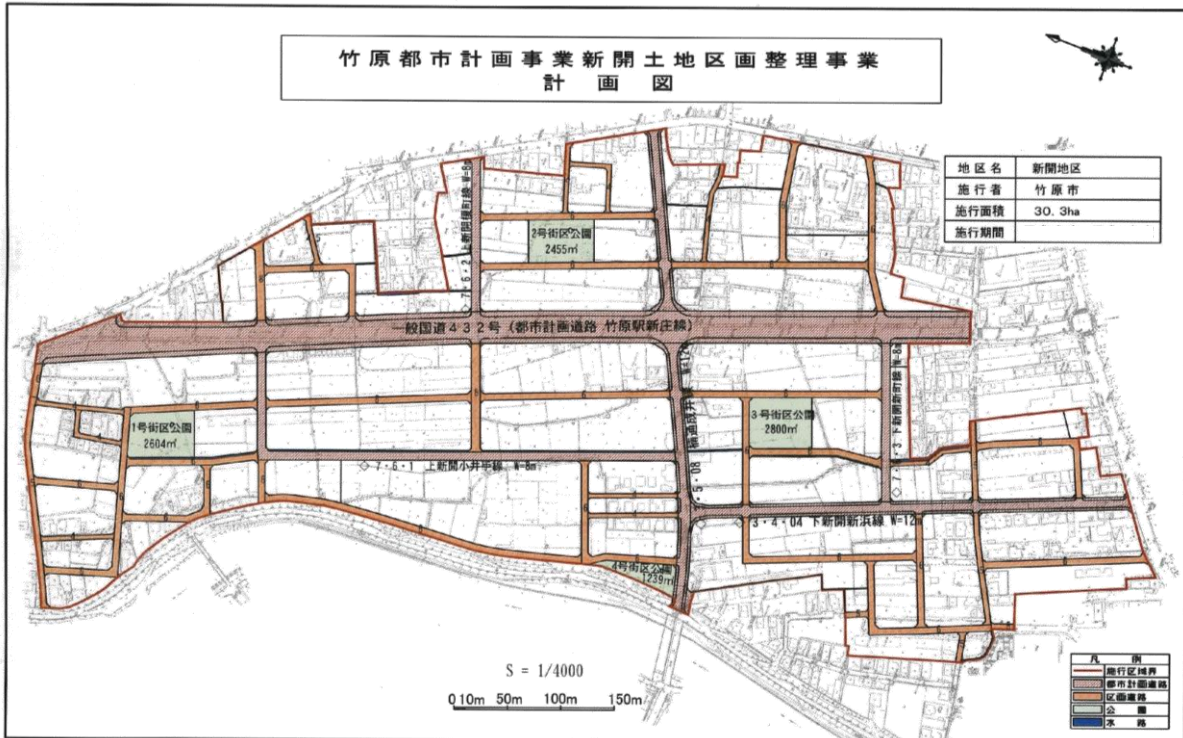 竹原都市計画事業新開土地区画整理事業
計画図
地区名 新開地区
施行者 竹原市
施行面積 30.3ha
施行期間
2号街区公園
2455㎡
一般国道432号(都市計画道路 竹原駅新庄線)
1号街区公園
2604㎡
3号街区公園
2800㎡
◇7・6・1 上新開小井手線 W=8m
3・4・04 下新開新浜線 W=12m
4号街区公園
1239㎡
S = 1/4000
0 10m 50m 100m 150m
凡例
施行区域界
都市計画道路
区画道路
公園
水路